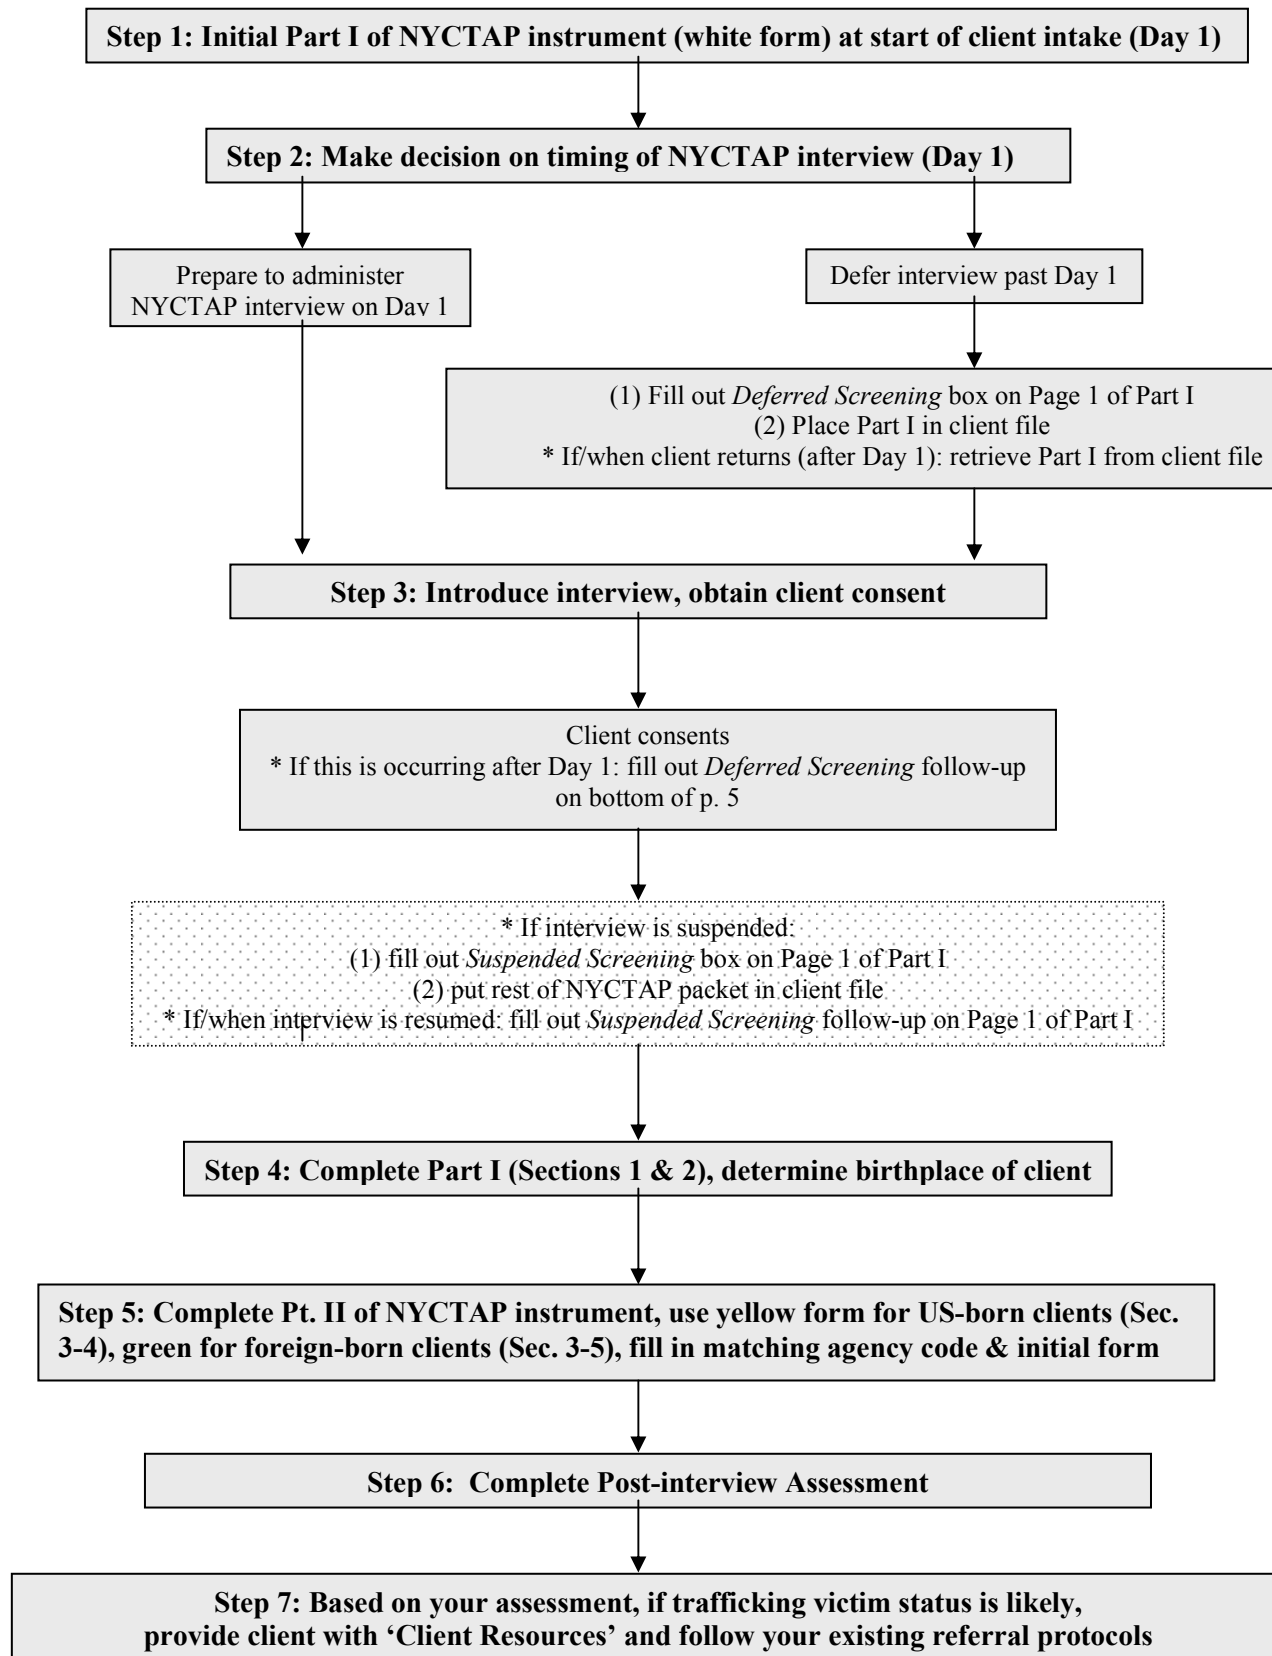 Step 1: Initial Part I of NYCTAP instrument (white form) at start of client intake (Day 1)
Step 2: Make decision on timing of NYCTAP interview (Day 1)
Prepare to administer
NYCTAP interview on Day 1
Defer interview past Day 1
(1) Fill out Deferred Screening box on Page 1 of Part I
(2) Place Part I in client file
* If/when client returns (after Day 1): retrieve Part I from client file
Step 3: Introduce interview, obtain client consent
Client consents
* If this is occurring after Day 1: fill out Deferred Screening follow-up
on bottom of p. 5
* If interview is suspended:
(1) fill out Suspended Screening box on Page 1 of Part I
(2) put rest of NYCTAP packet in client file
* If/when interview is resumed: fill out Suspended Screening follow-up on Page 1 of Part I
Step 4: Complete Part I (Sections 1 & 2), determine birthplace of client
Step 5: Complete Pt. II of NYCTAP instrument, use yellow form for US-born clients (Sec.
3-4), green for foreign-born clients (Sec. 3-5), fill in matching agency code & initial form
Step 6:  Complete Post-interview Assessment
Step 7: Based on your assessment, if trafficking victim status is likely,
provide client with ‘Client Resources’ and follow your existing referral protocols